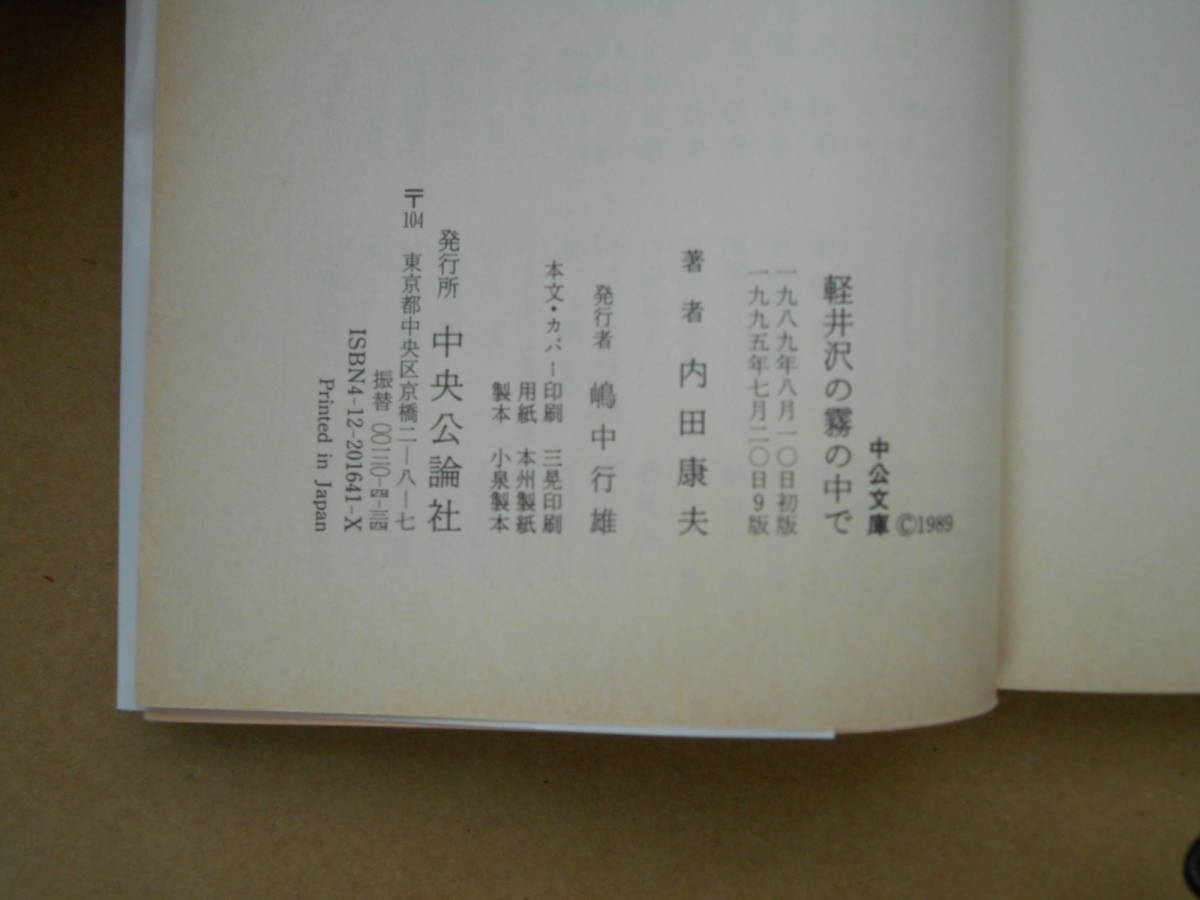 中公文庫
©1989
軽井沢の霧の中で
一九八九年八月一〇日初版
一九九五年七月二〇日9版
著者 内田康夫
発行者 嶋中行雄
本文・カバー印刷 三晃印刷
用紙 本州製紙
製本 小泉製本
発行所 中央公論社
〒104 東京都中央区京橋二ー八ー七
振替
ISBN4-12-201641-X
Printed in Japan